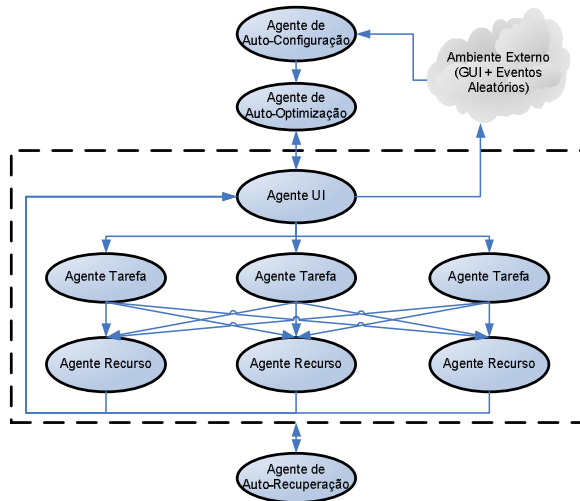 Agente de
Auto-Configuração
Ambiente Externo
(GUI + Eventos
Aleatórios)
Agente de
Auto-Optimização
Agente UI
Agente Tarefa
Agente Tarefa
Agente Tarefa
Agente Recurso
Agente Recurso
Agente Recurso
Agente de
Auto-Recuperação